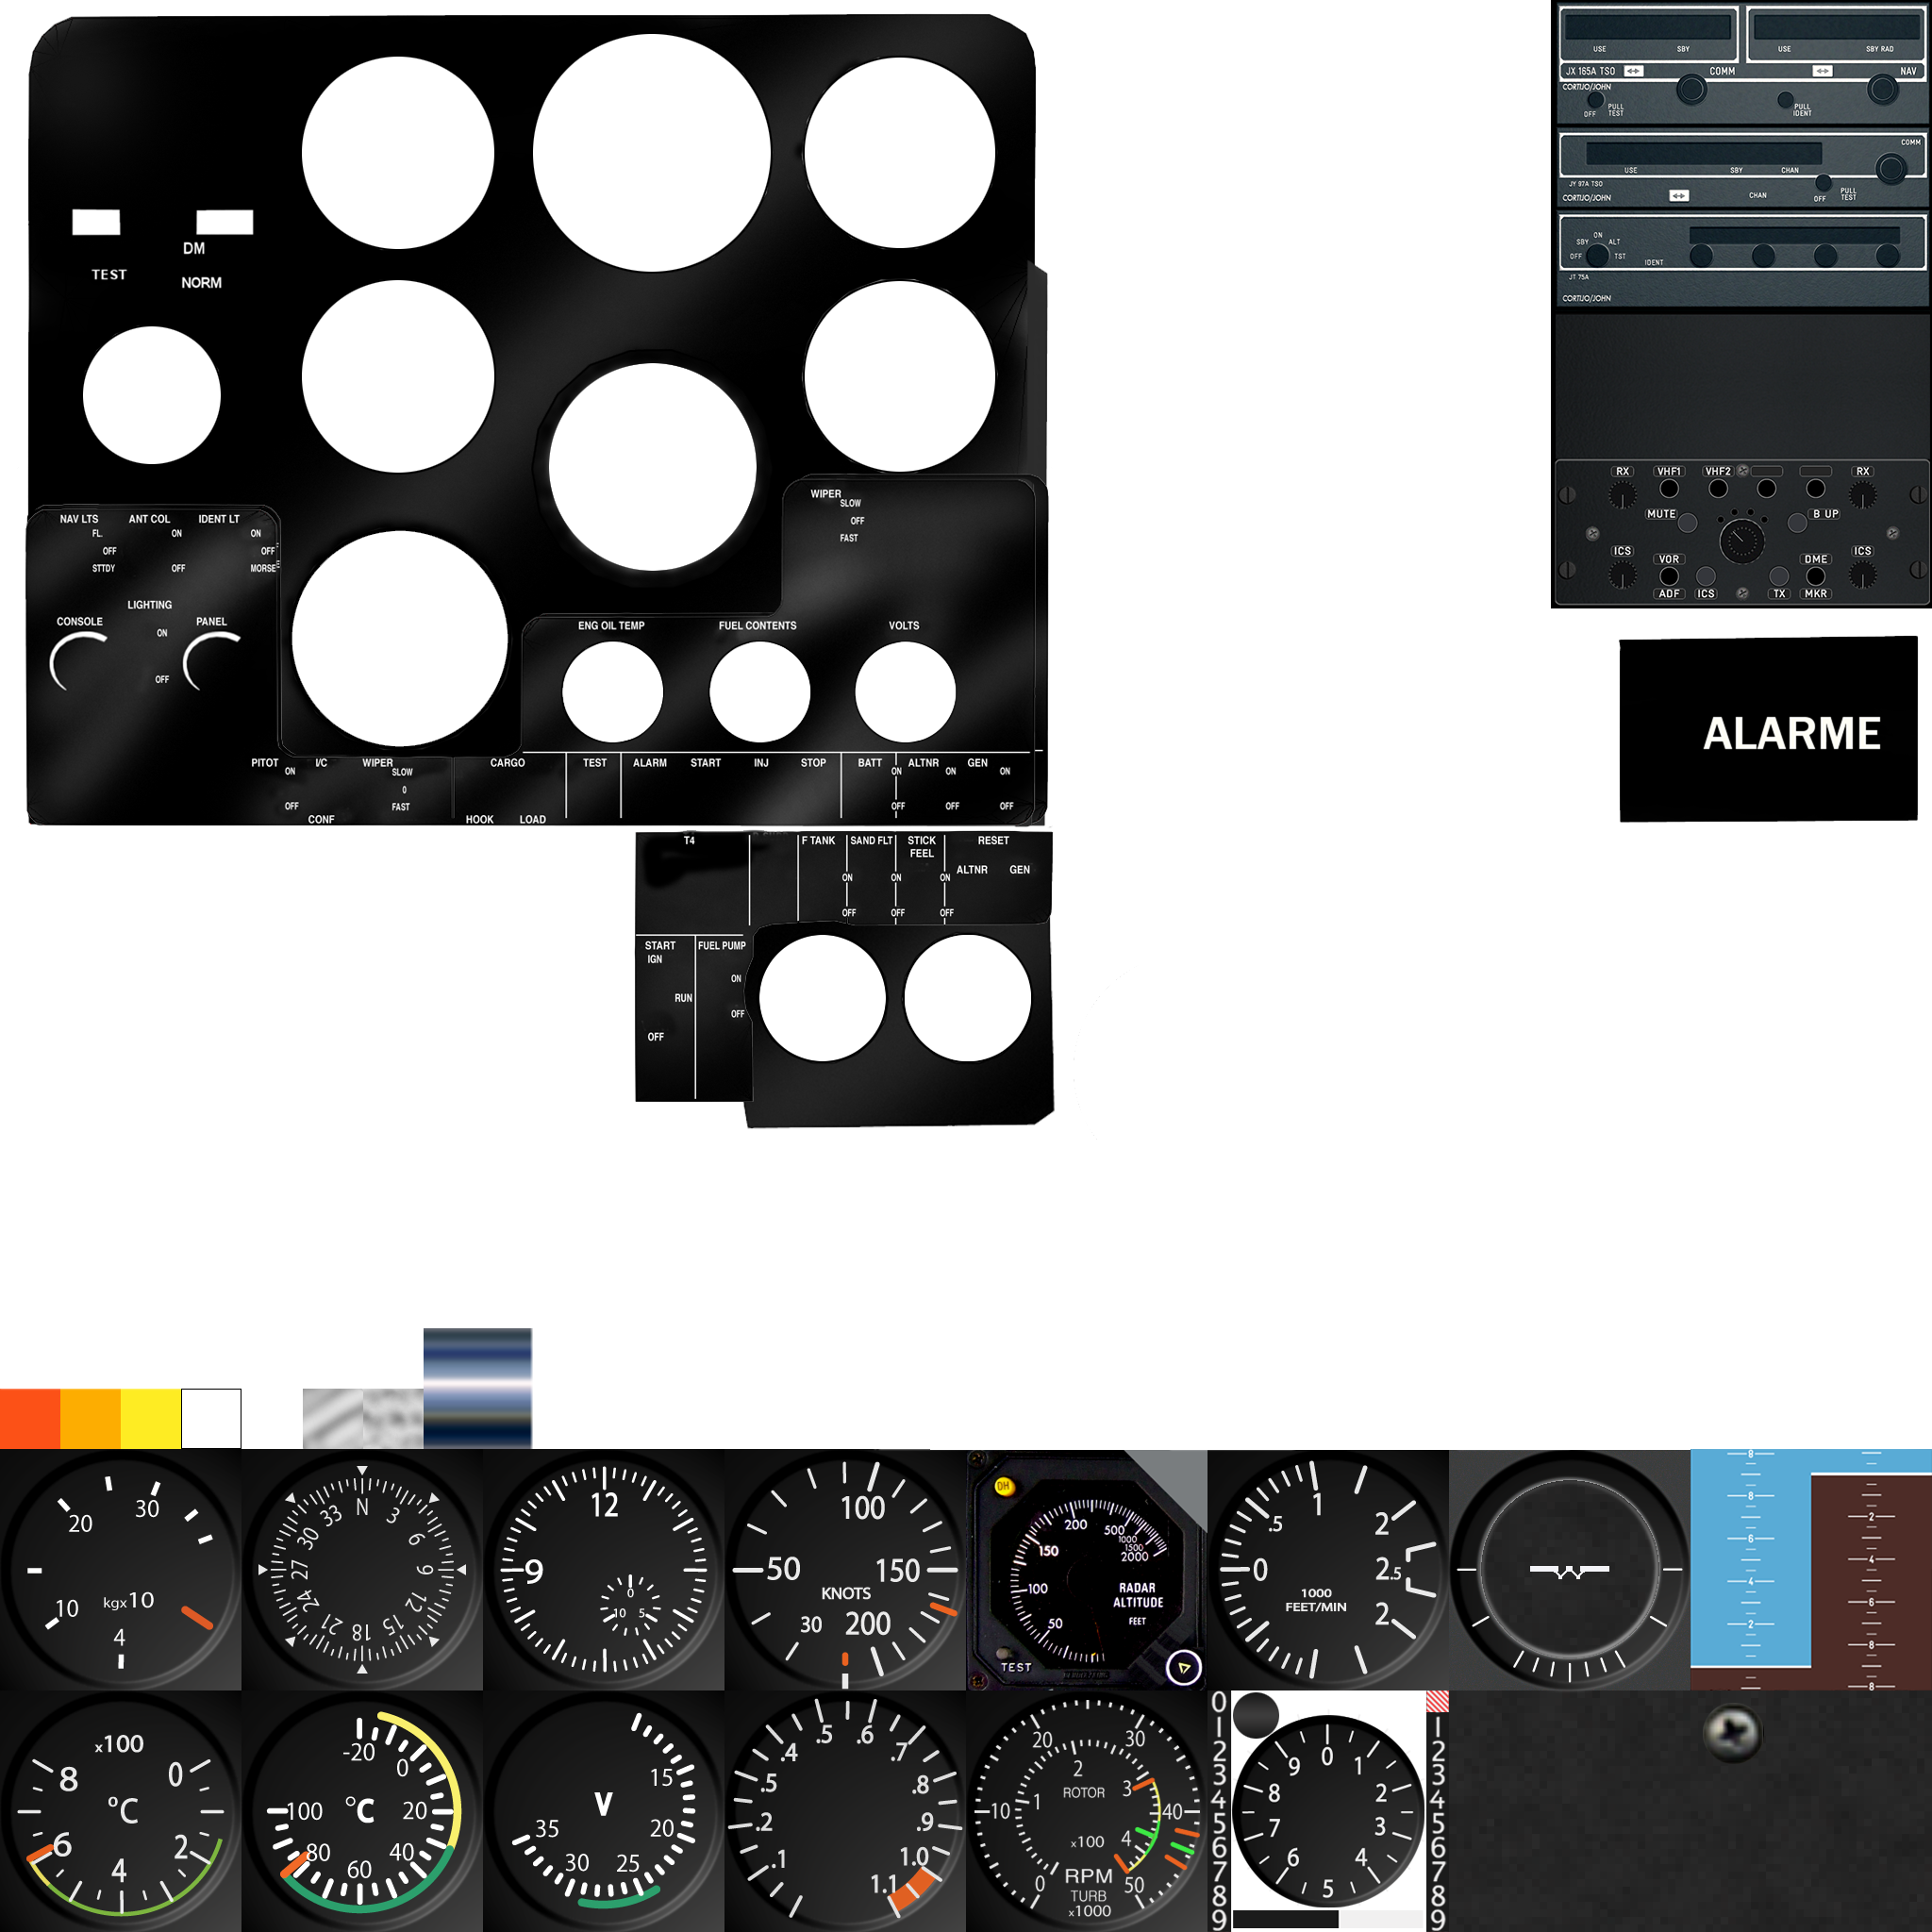 DM
TEST
NORM
WIPER
SLOW
OFF
FAST
NAV LTS ANT COL IDENT LT
FL. ON ON
OFF OFF
STTDY OFF MORSE
LIGHTING
CONSOLE ON PANEL
OFF
ENG OIL TEMP FUEL CONTENTS VOLTS
PITOT I/C WIPER CARGO TEST ALARM START INJ STOP BATT ALTNR GEN
ON SLOW ON ON ON
0
OFF FAST OFF OFF OFF
CONF HOOK LOAD
T4 F TANK SAND FLT STICK FEEL RESET
ALTNR GEN
ON ON ON
OFF OFF OFF
START FUEL PUMP
IGN
ON
RUN
OFF
OFF
USE SBY USE SBY RAD
JX 165A TSO COMM NAV
CORTIJO/JOHN
OFF PULL TEST PULL IDENT
COMM
USE SBY CHAN
JY 97A TSO
CORTIJO/JOHN CHAN OFF PULL TEST
ON
SBY ALT
OFF TST IDENT
JT 75A
CORTIJO/JOHN
RX VHF1 VHF2 RX
MUTE B UP
ICS VOR DME ICS
ADF ICS TX MKR
ALARME
20 30
10 kgx10
4
N 3 6 9 12 15 18 21 24 27 30 33
12
9
0
10 5
100
50 150
KNOTS
30 200
DH
200 500
1000
1500
2000
150
100
50
RADAR
ALTITUDE
FEET
TEST
.5 1 2
0 2.5
1000
FEET/MIN
2
8
8
6
4
2
2
4
6
8
8
x100
8 0
°C
6 2
4
-20 0
100 °C 20
80 40
60
V
15
20
25
30
35
.5 .6
.4 .7
.5 .8
.2 .9
.1 1.0
1.1
20 30
2
ROTOR 3
10 1 40
x100 4
RPM
0 50
TURB
x1000
0
1
2
3
4
5
6
7
8
9
0
9 1
8 2
7 3
6 4
5
1
2
3
4
5
6
7
8
9